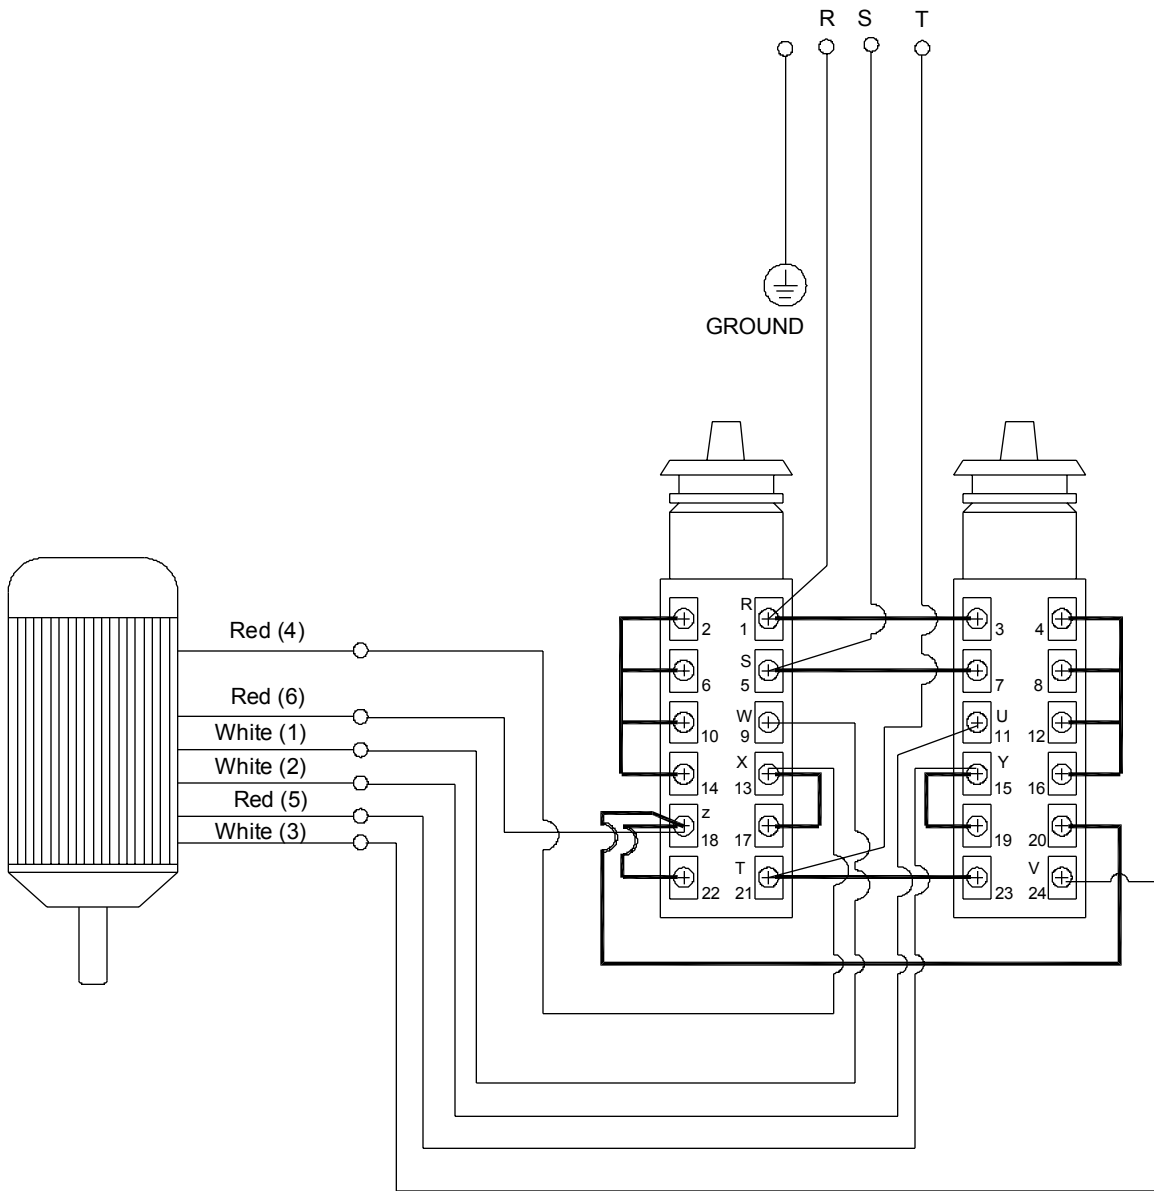 R S T
GROUND
Red (4)
Red (6)
White (1)
White (2)
Red (5)
White (3)
R
2 1 3 4
S
6 5 7 8
W U
10 9 11 12
X Y
14 13 15 16
z
18 17 19 20
T V
22 21 23 24